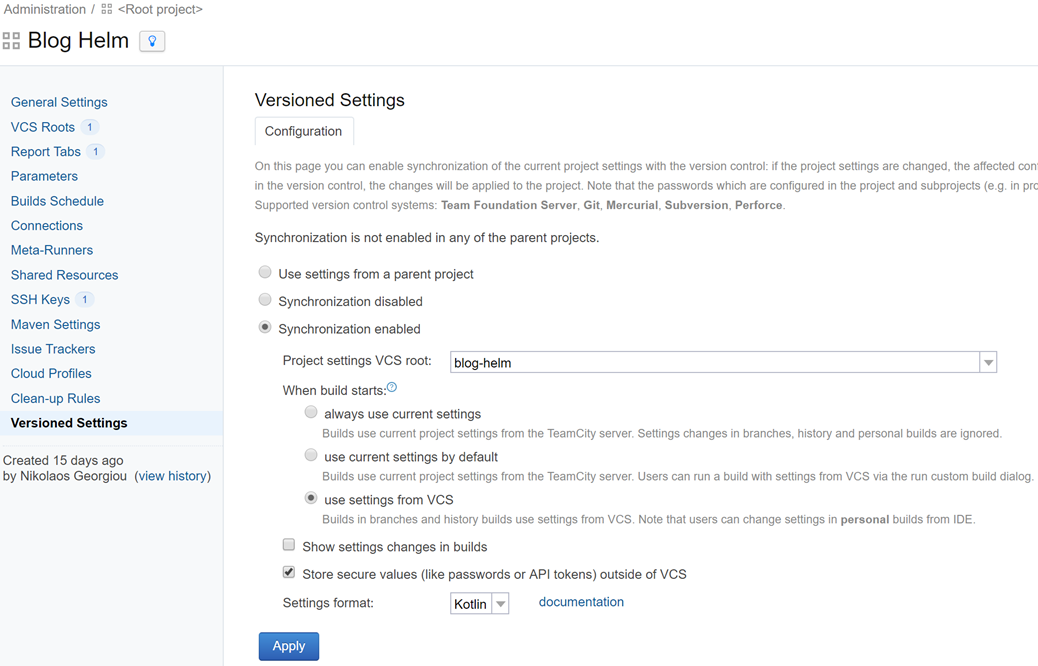 Administration / <Root project>
Blog Helm
General Settings
VCS Roots 1
Report Tabs 1
Parameters
Builds Schedule
Connections
Meta-Runners
Shared Resources
SSH Keys 1
Maven Settings
Issue Trackers
Cloud Profiles
Clean-up Rules
Versioned Settings
Created 15 days ago
by Nikolaos Georgiou (view history)
Versioned Settings
Configuration
On this page you can enable synchronization of the current project settings with the version control: if the project settings are changed, the affected
in the version control, the changes will be applied to the project. Note that the passwords which are configured in the project and subprojects (e.g. in
Supported version control systems: Team Foundation Server, Git, Mercurial, Subversion, Perforce.
Synchronization is not enabled in any of the parent projects.
Use settings from a parent project
Synchronization disabled
Synchronization enabled
Project settings VCS root: blog-helm
When build starts:?
always use current settings
Builds use current project settings from the TeamCity server. Settings changes in branches, history and personal builds are ignored.
use current settings by default
Builds use current project settings from the TeamCity server. Users can run a build with settings from VCS via the run custom build dialog.
use settings from VCS
Builds in branches and history builds use settings from VCS. Note that users can change settings in personal builds from IDE.
Show settings changes in builds
Store secure values (like passwords or API tokens) outside of VCS
Settings format: Kotlin documentation
Apply